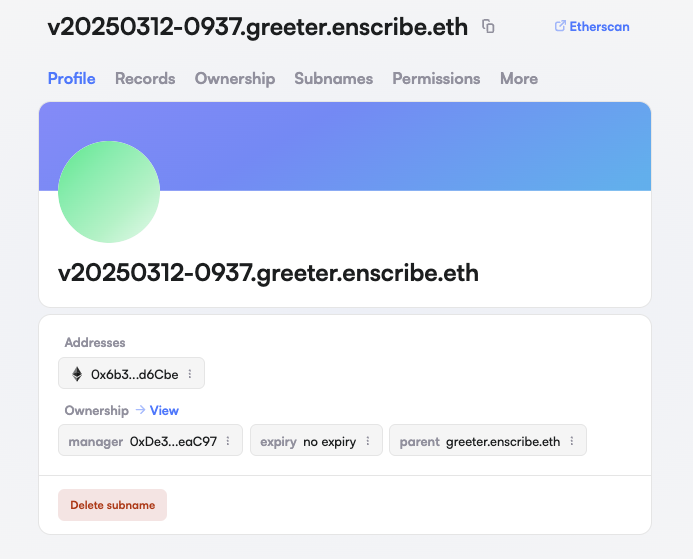 v20250312-0937.greeter.enscribe.eth Etherscan
Profile Records Ownership Subnames Permissions More
v20250312-0937.greeter.enscribe.eth
Addresses
0x6b3...d6Cbe
Ownership → View
manager 0xDe3...eaC97 expiry no expiry parent greeter.enscribe.eth
Delete subname